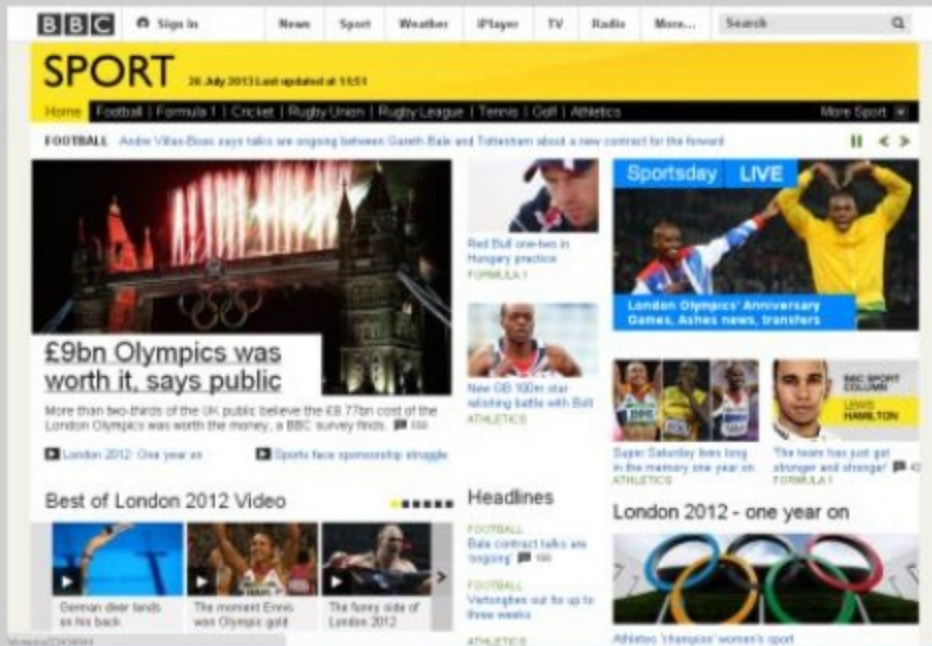 BBC Sign in News Sport Weather iPlayer TV Radio More... Search
SPORT 26 July 2013 Last updated at 11:51
Home Football Formula 1 Cricket Rugby Union Rugby League Tennis Golf Athletics More Sport
FOOTBALL Andre Villas-Boas says talks are ongoing between Gareth Bale and Tottenham about a new contract for the forward
£9bn Olympics was
worth it, says public
More than two-thirds of the UK public believe the £8.77bn cost of the
London Olympics was worth the money, a BBC survey finds.
London 2012: One year on
Sports face sponsorship struggle
Best of London 2012 Video
German diver lands
on his back
The moment Ennis
won Olympic gold
The funny side of
London 2012
Red Bull one-two in
Hungary practice
FORMULA 1
New GB 100m star
relishing battle with Bolt
ATHLETICS
Headlines
FOOTBALL
Bale contract talks are
'ongoing'
FOOTBALL
Vertonghen out for up to
three weeks
ATHLETICS
Sportsday LIVE
London Olympics' Anniversary
Games, Ashes news, transfers
Super Saturday lives long
in the memory one year on
ATHLETICS
BBC SPORT
COLUMN
LEWIS
HAMILTON
'The team has just got
stronger and stronger'
FORMULA 1
London 2012 - one year on
Athletes 'champion' women's sport